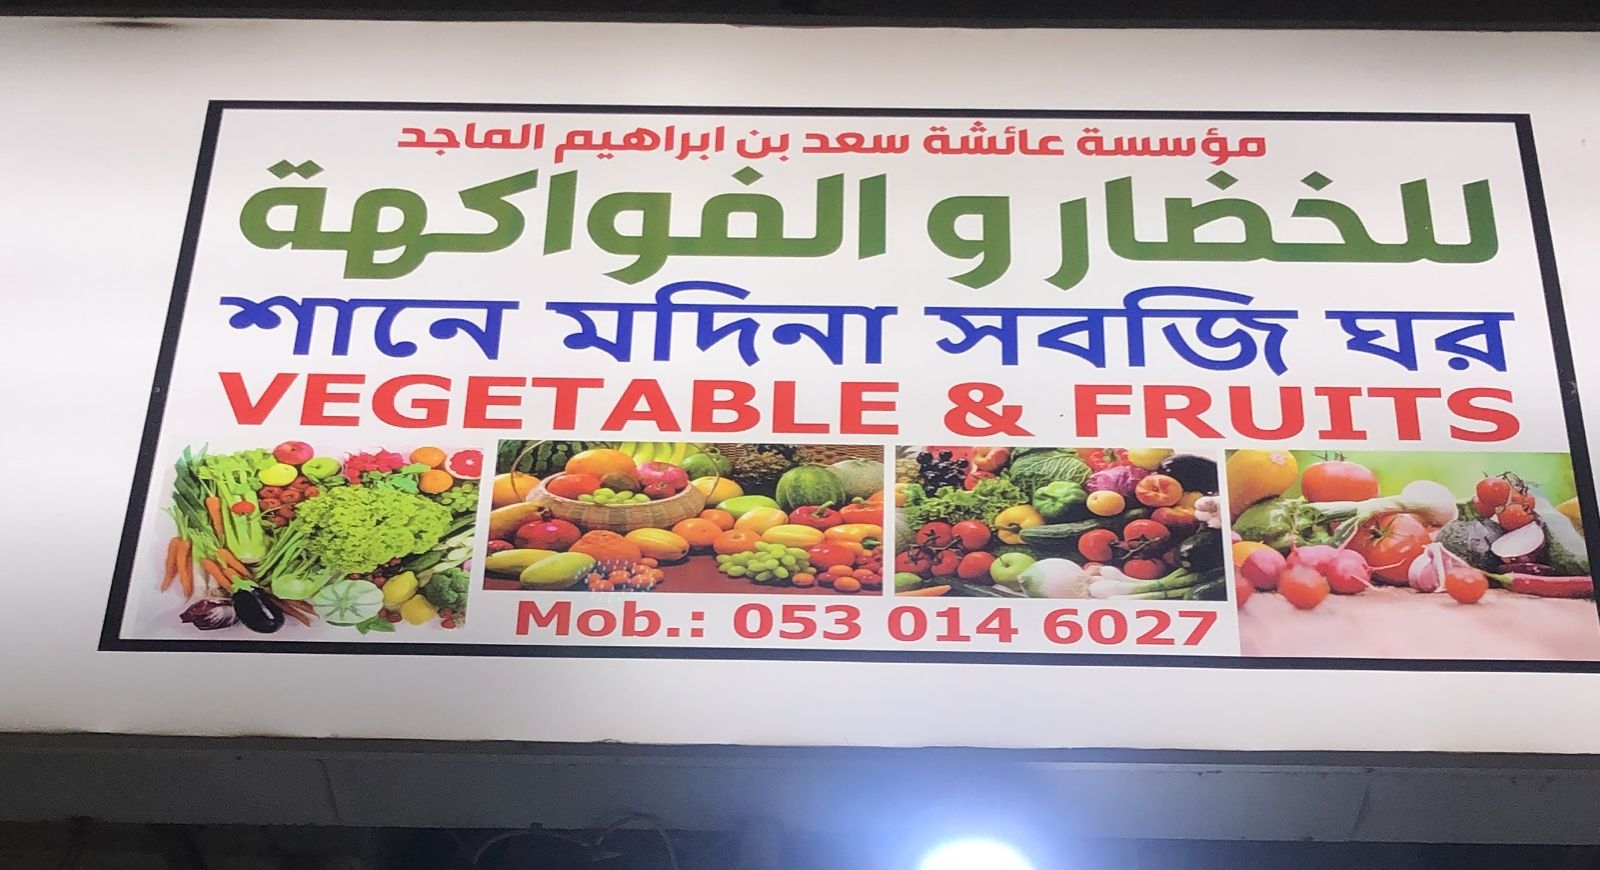 مؤسسة عائشة سعد بن ابراهيم الماجد
للخضار و الفواكهة
শানে মদিনা সবজি ঘর
VEGETABLE & FRUITS
Mob.: 053 014 6027